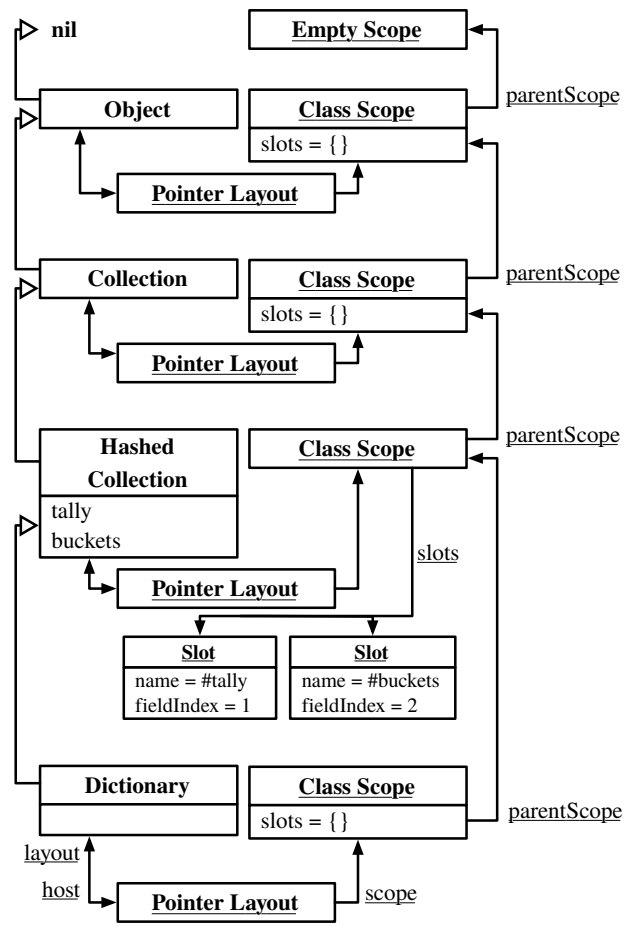 nil
Empty Scope
parentScope
Object
Class Scope
slots = {}
Pointer Layout
parentScope
Collection
Class Scope
slots = {}
Pointer Layout
parentScope
Hashed
Collection
Class Scope
tally
buckets
slots
Pointer Layout
Slot
name = #tally
fieldIndex = 1
Slot
name = #buckets
fieldIndex = 2
Dictionary
Class Scope
slots = {}
parentScope
layout
host
Pointer Layout
scope